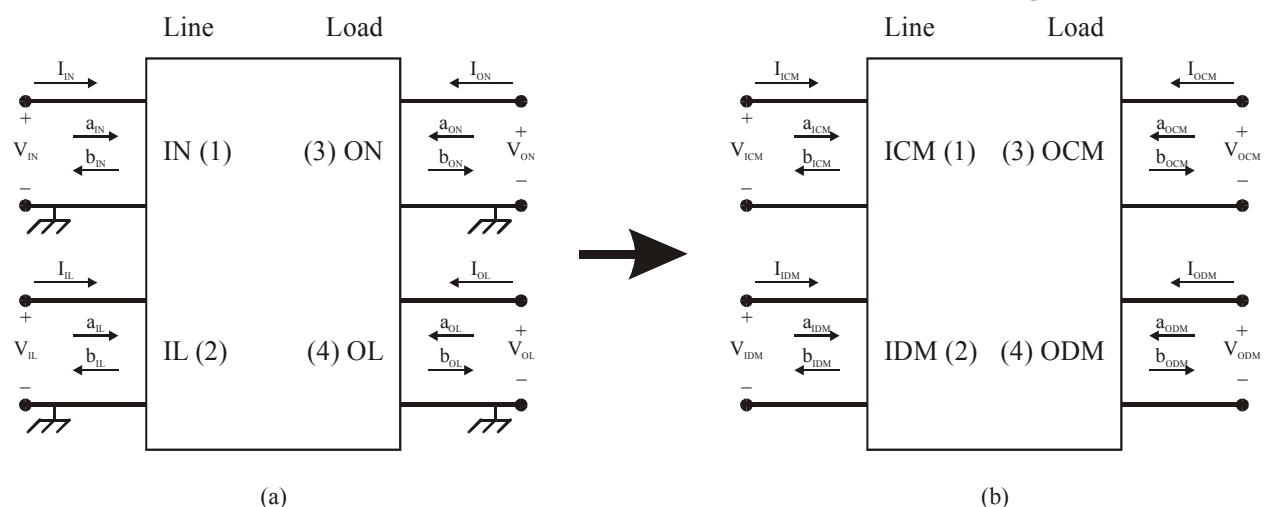 Line Load
I_IN
I_ON
+
a_IN
a_ON
+
V_IN
IN (1)
(3) ON
V_ON
b_IN
b_ON
–
–
I_IL
I_OL
+
a_IL
a_OL
+
V_IL
IL (2)
(4) OL
V_OL
b_IL
b_OL
–
–
(a)
Line Load
I_ICM
I_OCM
+
a_ICM
a_OCM
+
V_ICM
ICM (1)
(3) OCM
V_OCM
b_ICM
b_OCM
–
–
I_IDM
I_ODM
+
a_IDM
a_ODM
+
V_IDM
IDM (2)
(4) ODM
V_ODM
b_IDM
b_ODM
–
–
(b)